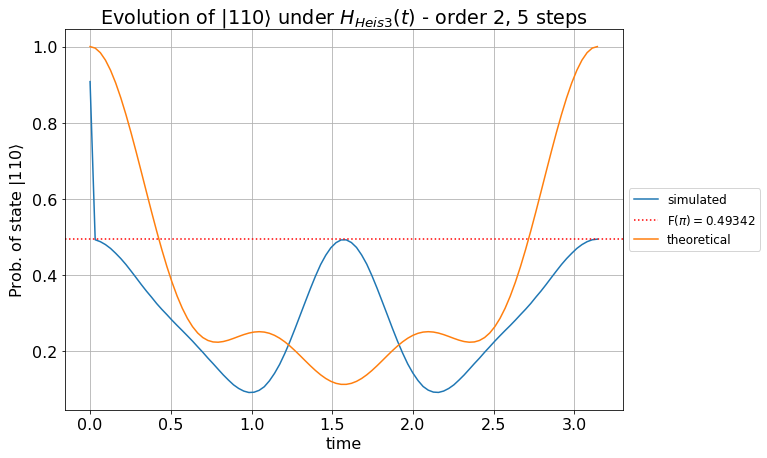 Evolution of |110⟩ under H_{Heis3}(t) - order 2, 5 steps
Prob. of state |110⟩
1.0
0.8
0.6
0.4
0.2
0.0 0.5 1.0 1.5 2.0 2.5 3.0
time
simulated
F(π) = 0.49342
theoretical